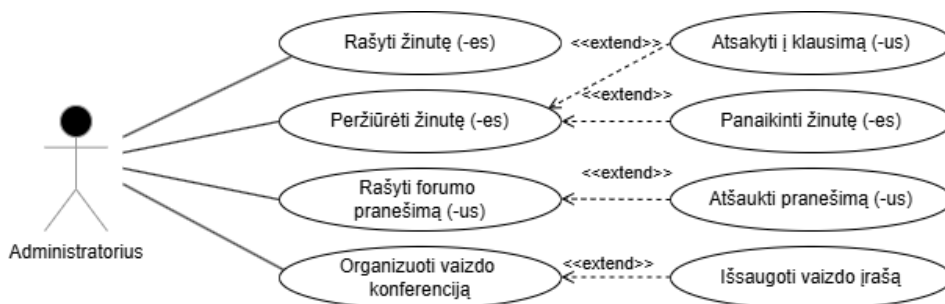 Rašyti žinutę (-es)
<<extend>>
Atsakyti į klausimą (-us)
<<extend>>
Peržiūrėti žinutę (-es)
Panaikinti žinutę (-es)
<<extend>>
Rašyti forumo
pranešimą (-us)
Atšaukti pranešimą (-us)
Administratorius
<<extend>>
Organizuoti vaizdo
konferenciją
Išsaugoti vaizdo įrašą